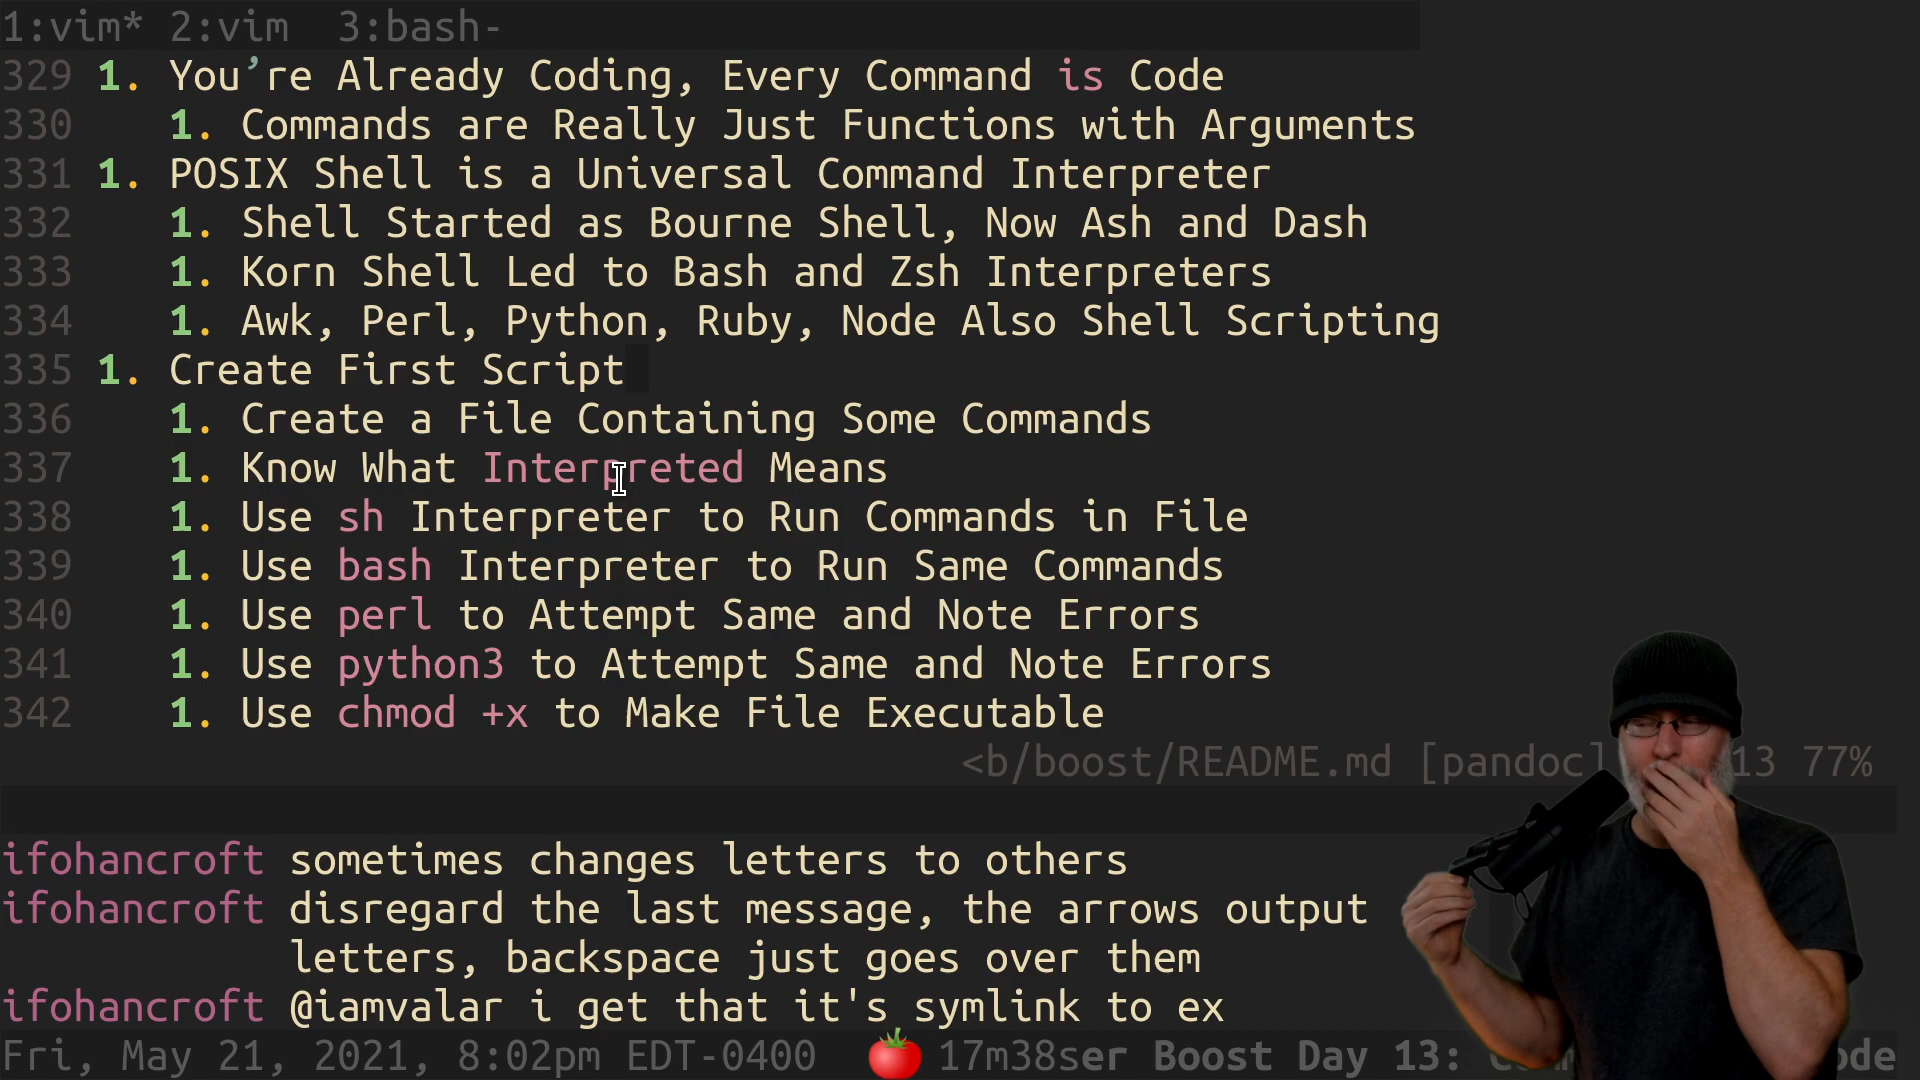 1:vim* 2:vim  3:bash-
329 1. You’re Already Coding, Every Command is Code
330    1. Commands are Really Just Functions with Arguments
331 1. POSIX Shell is a Universal Command Interpreter
332    1. Shell Started as Bourne Shell, Now Ash and Dash
333    1. Korn Shell Led to Bash and Zsh Interpreters
334    1. Awk, Perl, Python, Ruby, Node Also Shell Scripting
335 1. Create First Script
336    1. Create a File Containing Some Commands
337    1. Know What Interpreted Means
338    1. Use sh Interpreter to Run Commands in File
339    1. Use bash Interpreter to Run Same Commands
340    1. Use perl to Attempt Same and Note Errors
341    1. Use python3 to Attempt Same and Note Errors
342    1. Use chmod +x to Make File Executable
<b/boost/README.md [pandoc] 13 77%
ifohancroft sometimes changes letters to others
ifohancroft disregard the last message, the arrows output
letters, backspace just goes over them
ifohancroft @iamvalar i get that it's symlink to ex
Fri, May 21, 2021, 8:02pm EDT-0400 🍅 17m38ser Boost Day 13: